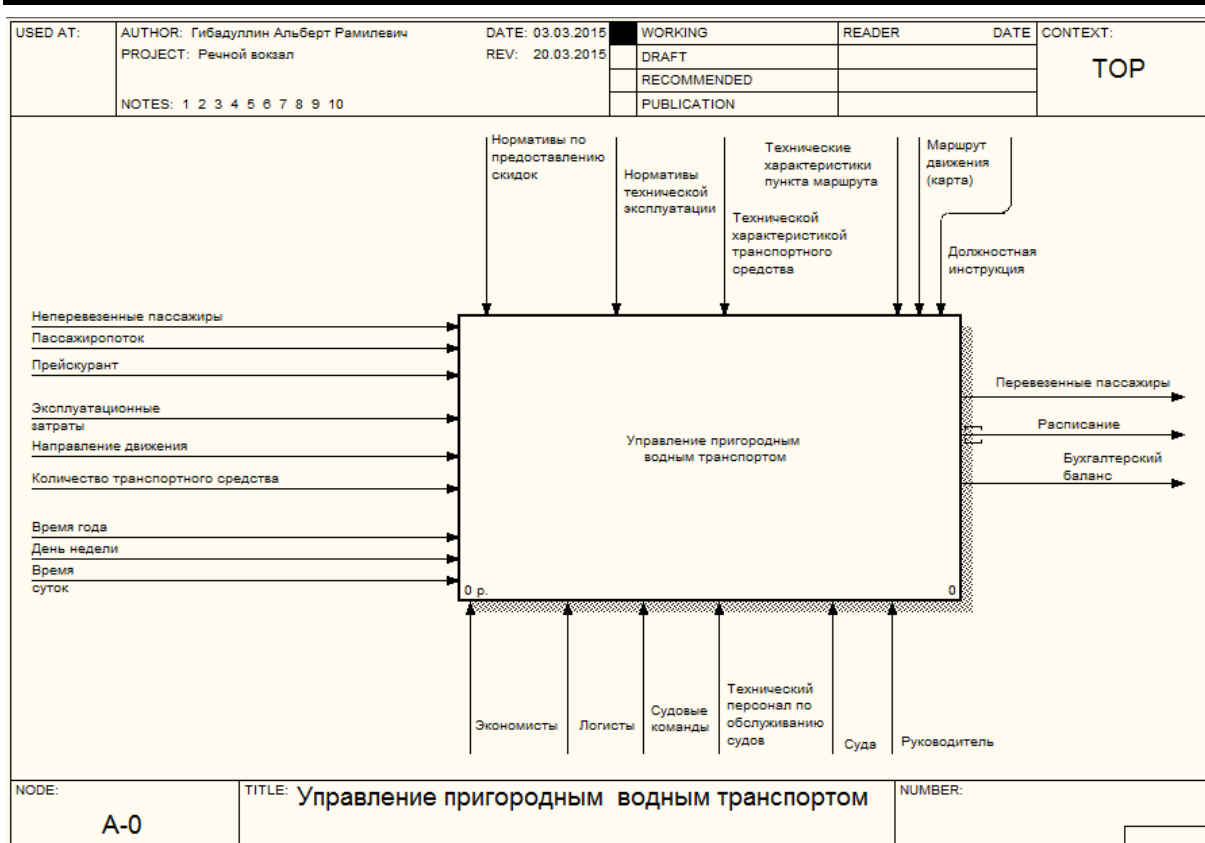 USED AT:
AUTHOR: Гибадуллин Альберт Рамилевич
DATE: 03.03.2015
PROJECT: Речной вокзал
REV: 20.03.2015
NOTES: 1 2 3 4 5 6 7 8 9 10
WORKING
DRAFT
RECOMMENDED
PUBLICATION
READER
DATE
CONTEXT:
TOP
Нормативы по
предоставлению
скидок
Нормативы
технической
эксплуатации
Технические
характеристики
пункта маршрута
Технической
характеристикой
транспортного
средства
Маршрут
движения
(карта)
Должностная
инструкция
Неперевезенные пассажиры
Пассажиропоток
Прейскурант
Эксплуатационные
затраты
Направление движения
Количество транспортного средства
Время года
День недели
Время
суток
Управление пригородным
водным транспортом
0 р.
0
Перевезенные пассажиры
Расписание
Бухгалтерский
баланс
Экономисты
Логисты
Судовые
команды
Технический
персонал по
обслуживанию
судов
Суда
Руководитель
NODE:
A-0
TITLE:
Управление пригородным водным транспортом
NUMBER: